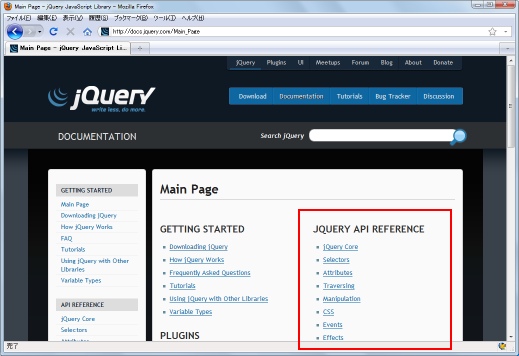 Main Page - jQuery JavaScript Library - Mozilla Firefox
ファイル(F) 編集(E) 表示(V) 履歴(S) ブックマーク(B) ツール(T) ヘルプ(H)
http://docs.jquery.com/Main_Page
Main Page - jQuery JavaScript Li...
jQuery Plugins UI Meetups Forum Blog About Donate
jQuery
write less, do more.
Download Documentation Tutorials Bug Tracker Discussion
DOCUMENTATION
Search jQuery
GETTING STARTED
Main Page
Downloading jQuery
How jQuery Works
FAQ
Tutorials
Using jQuery with Other
Libraries
Variable Types
API REFERENCE
jQuery Core
Selectors
Attributes
Main Page
GETTING STARTED
Downloading jQuery
How jQuery Works
Frequently Asked Questions
Tutorials
Using jQuery with Other Libraries
Variable Types
PLUGINS
JQUERY API REFERENCE
jQuery Core
Selectors
Attributes
Traversing
Manipulation
CSS
Events
Effects
完了